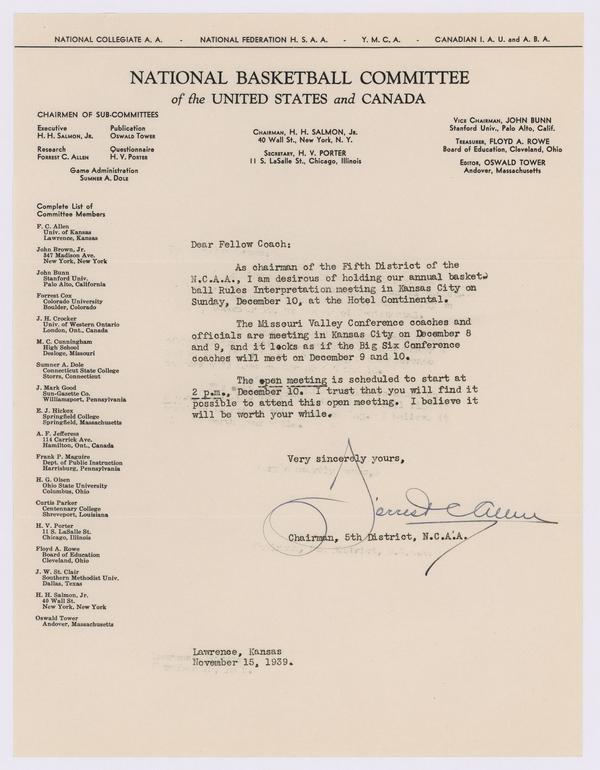 NATIONAL COLLEGIATE A. A. - NATIONAL FEDERATION H. S. A. A. - Y. M. C. A. - CANADIAN I. A. U. and A. B. A.
NATIONAL BASKETBALL COMMITTEE
of the UNITED STATES and CANADA
CHAIRMEN OF SUB-COMMITTEES
Executive
H. H. SALMON, JR.
Publication
OSWALD TOWER
Research
FORREST C. ALLEN
Questionnaire
H. V. PORTER
Game Administration
SUMNER A. DOLE
CHAIRMAN, H. H. SALMON, JR.
40 Wall St., New York, N. Y.
SECRETARY, H. V. PORTER
11 S. LaSalle St., Chicago, Illinois
VICE CHAIRMAN, JOHN BUNN
Stanford Univ., Palo Alto, Calif.
TREASURER, FLOYD A. ROWE
Board of Education, Cleveland, Ohio
EDITOR, OSWALD TOWER
Andover, Massachusetts
Complete List of
Committee Members
F. C. Allen
Univ. of Kansas
Lawrence, Kansas
John Brown, Jr.
347 Madison Ave.
New York, New York
John Bunn
Stanford Univ.
Palo Alto, California
Forrest Cox
Colorado University
Boulder, Colorado
J. H. Crocker
Univ. of Western Ontario
London, Ont., Canada
M. C. Cunningham
High School
Desloge, Missouri
Sumner A. Dole
Connecticut State College
Storrs, Connecticut
J. Mark Good
Sun-Gazette Co.
Williamsport, Pennsylvania
E. J. Hickox
Springfield College
Springfield, Massachusetts
A. F. Jefferess
114 Carrick Ave.
Hamilton, Ont., Canada
Frank P. Maguire
Dept. of Public Instruction
Harrisburg, Pennsylvania
H. G. Olsen
Ohio State University
Columbus, Ohio
Curtis Parker
Centenary College
Shreveport, Louisiana
H. V. Porter
11 S. LaSalle St.
Chicago, Illinois
Floyd A. Rowe
Board of Education
Cleveland, Ohio
J. W. St. Clair
Southern Methodist Univ.
Dallas, Texas
H. H. Salmon, Jr.
40 Wall St.
New York, New York
Oswald Tower
Andover, Massachusetts
Dear Fellow Coach:
As chairman of the Fifth District of the
N.C.A.A., I am desirous of holding our annual basket-
ball Rules Interpretation meeting in Kansas City on
Sunday, December 10, at the Hotel Continental.
The Missouri Valley Conference coaches and
officials are meeting in Kansas City on December 8
and 9, and it looks as if the Big Six Conference
coaches will meet on December 9 and 10.
The open meeting is scheduled to start at
2 p.m., December 10. I trust that you will find it
possible to attend this open meeting. I believe it
will be worth your while.
Very sincerely yours,
Forrest C. Allen
Chairman, 5th District, N.C.A.A.
Lawrence, Kansas
November 15, 1939.